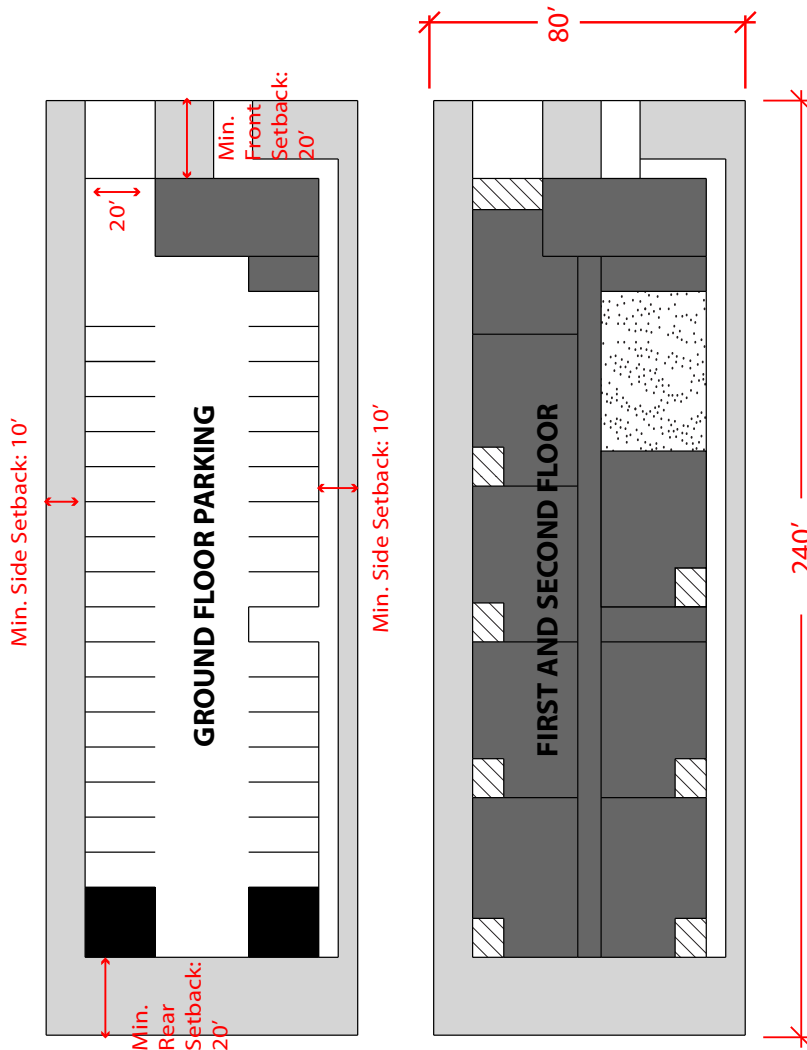 Min. Side Setback: 10'
Min.
Front
Setback:
20'
20'
GROUND FLOOR PARKING
Min. Side Setback: 10'
Min.
Rear
Setback:
20'
80'
FIRST AND SECOND FLOOR
240'